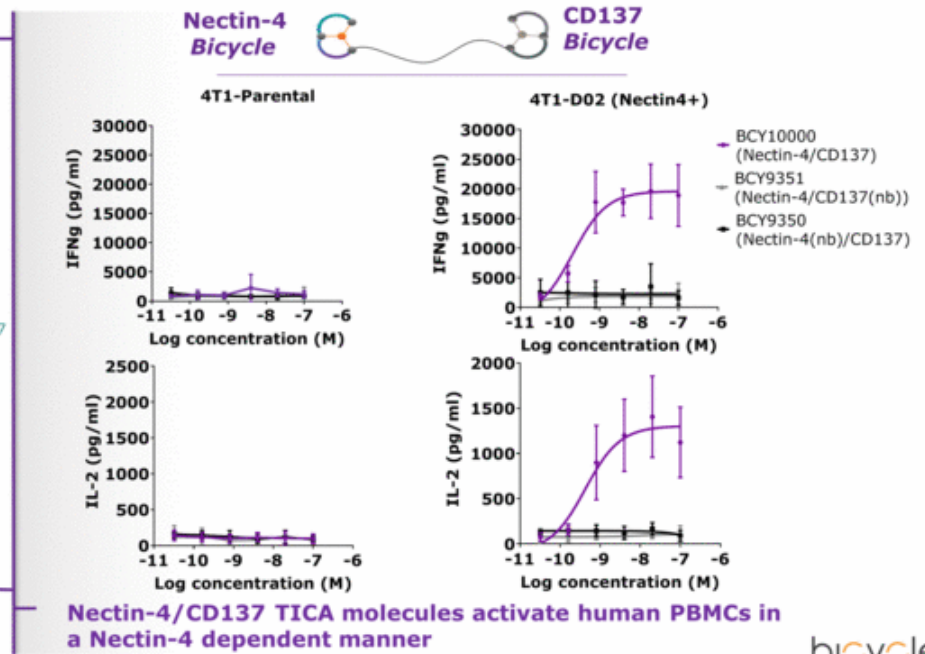 Nectin-4
Bicycle
CD137
Bicycle
4T1-Parental
4T1-D02 (Nectin4+)
IFNg (pg/ml)
30000
25000
20000
15000
10000
5000
0
-11 -10 -9 -8 -7 -6
Log concentration (M)
IFNg (pg/ml)
30000
25000
20000
15000
10000
5000
0
-11 -10 -9 -8 -7 -6
Log concentration (M)
BCY10000
(Nectin-4/CD137)
BCY9351
(Nectin-4/CD137(nb))
BCY9350
(Nectin-4(nb)/CD137)
IL-2 (pg/ml)
2500
2000
1500
1000
500
0
-11 -10 -9 -8 -7 -6
Log concentration (M)
IL-2 (pg/ml)
2000
1500
1000
500
0
-11 -10 -9 -8 -7 -6
Log concentration (M)
Nectin-4/CD137 TICA molecules activate human PBMCs in
a Nectin-4 dependent manner
bicycle